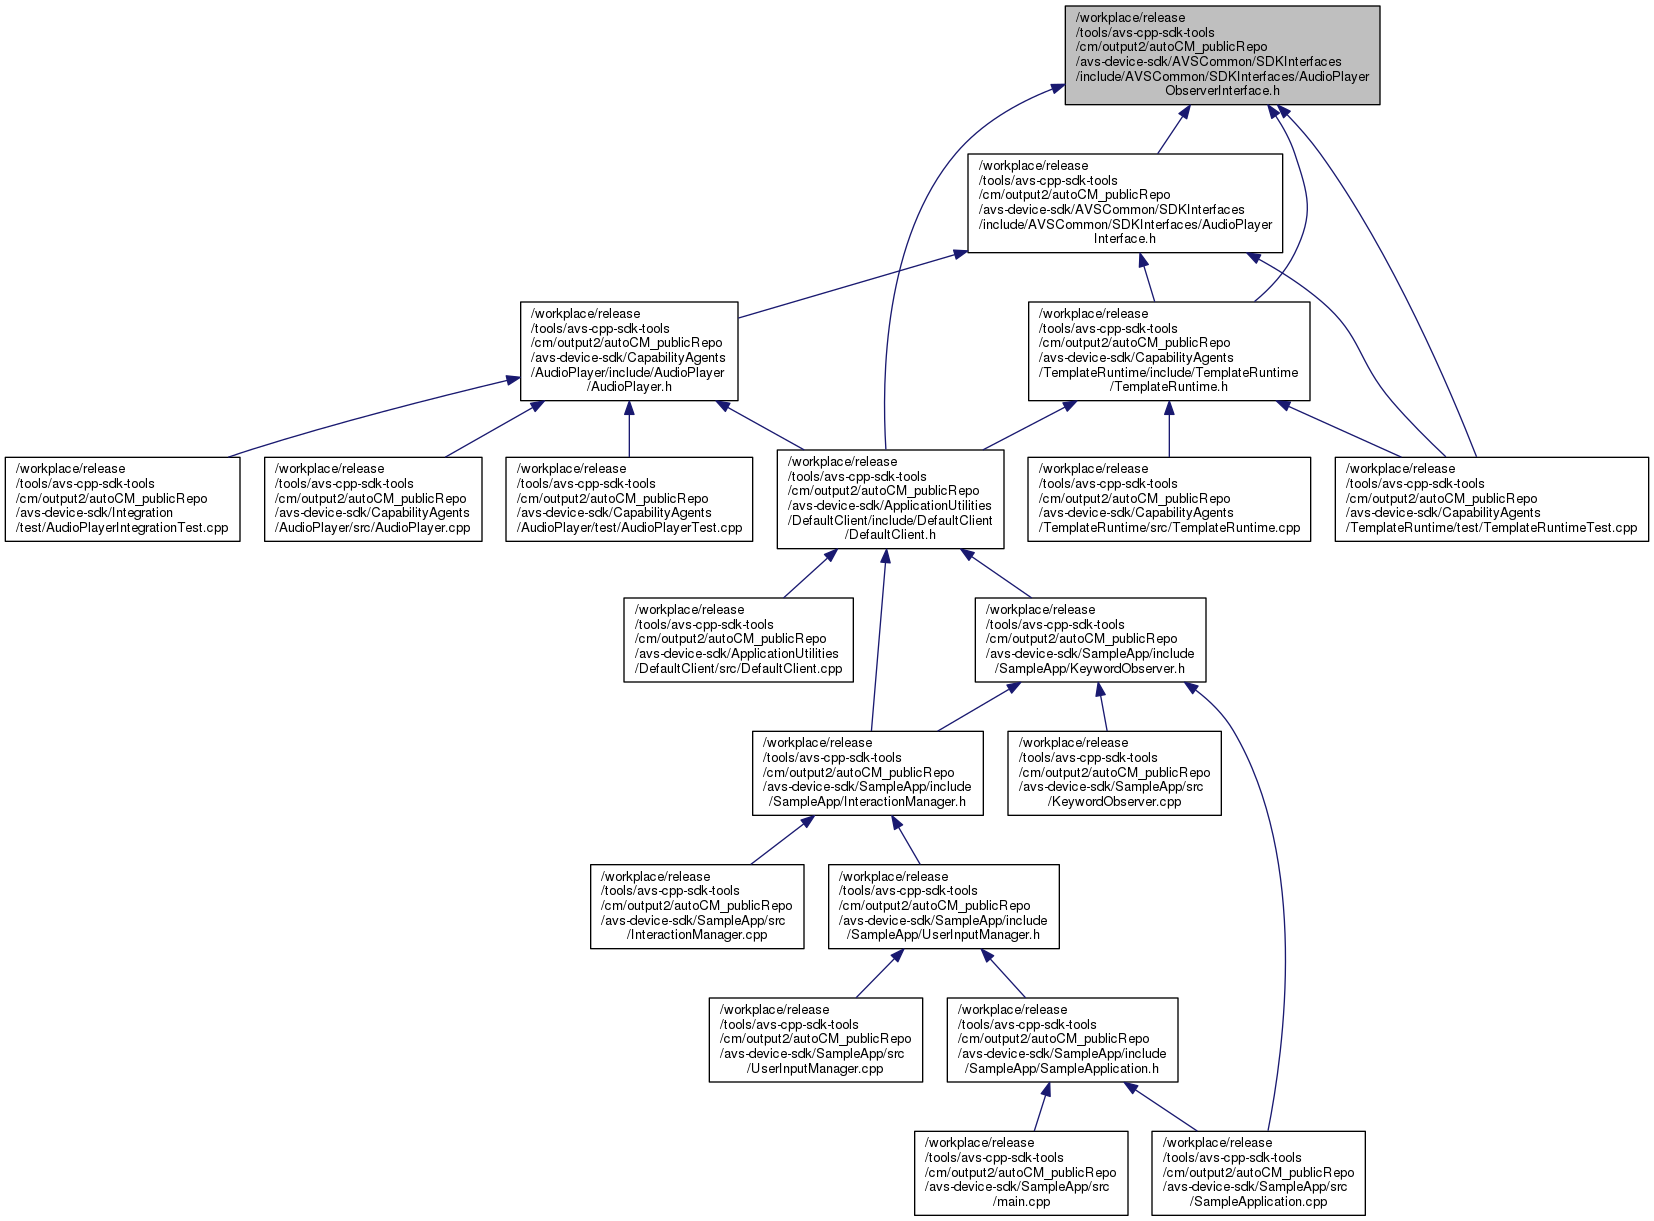 /workplace/release
/tools/avs-cpp-sdk-tools
/cm/output2/autoCM_publicRepo
/avs-device-sdk/AVSCommon/SDKInterfaces
/include/AVSCommon/SDKInterfaces/AudioPlayer
ObserverInterface.h
/workplace/release
/tools/avs-cpp-sdk-tools
/cm/output2/autoCM_publicRepo
/avs-device-sdk/AVSCommon/SDKInterfaces
/include/AVSCommon/SDKInterfaces/AudioPlayer
Interface.h
/workplace/release
/tools/avs-cpp-sdk-tools
/cm/output2/autoCM_publicRepo
/avs-device-sdk/CapabilityAgents
/AudioPlayer/include/AudioPlayer
/AudioPlayer.h
/workplace/release
/tools/avs-cpp-sdk-tools
/cm/output2/autoCM_publicRepo
/avs-device-sdk/CapabilityAgents
/TemplateRuntime/include/TemplateRuntime
/TemplateRuntime.h
/workplace/release
/tools/avs-cpp-sdk-tools
/cm/output2/autoCM_publicRepo
/avs-device-sdk/Integration
/test/AudioPlayerIntegrationTest.cpp
/workplace/release
/tools/avs-cpp-sdk-tools
/cm/output2/autoCM_publicRepo
/avs-device-sdk/CapabilityAgents
/AudioPlayer/src/AudioPlayer.cpp
/workplace/release
/tools/avs-cpp-sdk-tools
/cm/output2/autoCM_publicRepo
/avs-device-sdk/CapabilityAgents
/AudioPlayer/test/AudioPlayerTest.cpp
/workplace/release
/tools/avs-cpp-sdk-tools
/cm/output2/autoCM_publicRepo
/avs-device-sdk/ApplicationUtilities
/DefaultClient/include/DefaultClient
/DefaultClient.h
/workplace/release
/tools/avs-cpp-sdk-tools
/cm/output2/autoCM_publicRepo
/avs-device-sdk/CapabilityAgents
/TemplateRuntime/src/TemplateRuntime.cpp
/workplace/release
/tools/avs-cpp-sdk-tools
/cm/output2/autoCM_publicRepo
/avs-device-sdk/CapabilityAgents
/TemplateRuntime/test/TemplateRuntimeTest.cpp
/workplace/release
/tools/avs-cpp-sdk-tools
/cm/output2/autoCM_publicRepo
/avs-device-sdk/ApplicationUtilities
/DefaultClient/src/DefaultClient.cpp
/workplace/release
/tools/avs-cpp-sdk-tools
/cm/output2/autoCM_publicRepo
/avs-device-sdk/SampleApp/include
/SampleApp/KeywordObserver.h
/workplace/release
/tools/avs-cpp-sdk-tools
/cm/output2/autoCM_publicRepo
/avs-device-sdk/SampleApp/include
/SampleApp/InteractionManager.h
/workplace/release
/tools/avs-cpp-sdk-tools
/cm/output2/autoCM_publicRepo
/avs-device-sdk/SampleApp/src
/KeywordObserver.cpp
/workplace/release
/tools/avs-cpp-sdk-tools
/cm/output2/autoCM_publicRepo
/avs-device-sdk/SampleApp/src
/InteractionManager.cpp
/workplace/release
/tools/avs-cpp-sdk-tools
/cm/output2/autoCM_publicRepo
/avs-device-sdk/SampleApp/include
/SampleApp/UserInputManager.h
/workplace/release
/tools/avs-cpp-sdk-tools
/cm/output2/autoCM_publicRepo
/avs-device-sdk/SampleApp/src
/UserInputManager.cpp
/workplace/release
/tools/avs-cpp-sdk-tools
/cm/output2/autoCM_publicRepo
/avs-device-sdk/SampleApp/include
/SampleApp/SampleApplication.h
/workplace/release
/tools/avs-cpp-sdk-tools
/cm/output2/autoCM_publicRepo
/avs-device-sdk/SampleApp/src
/main.cpp
/workplace/release
/tools/avs-cpp-sdk-tools
/cm/output2/autoCM_publicRepo
/avs-device-sdk/SampleApp/src
/SampleApplication.cpp